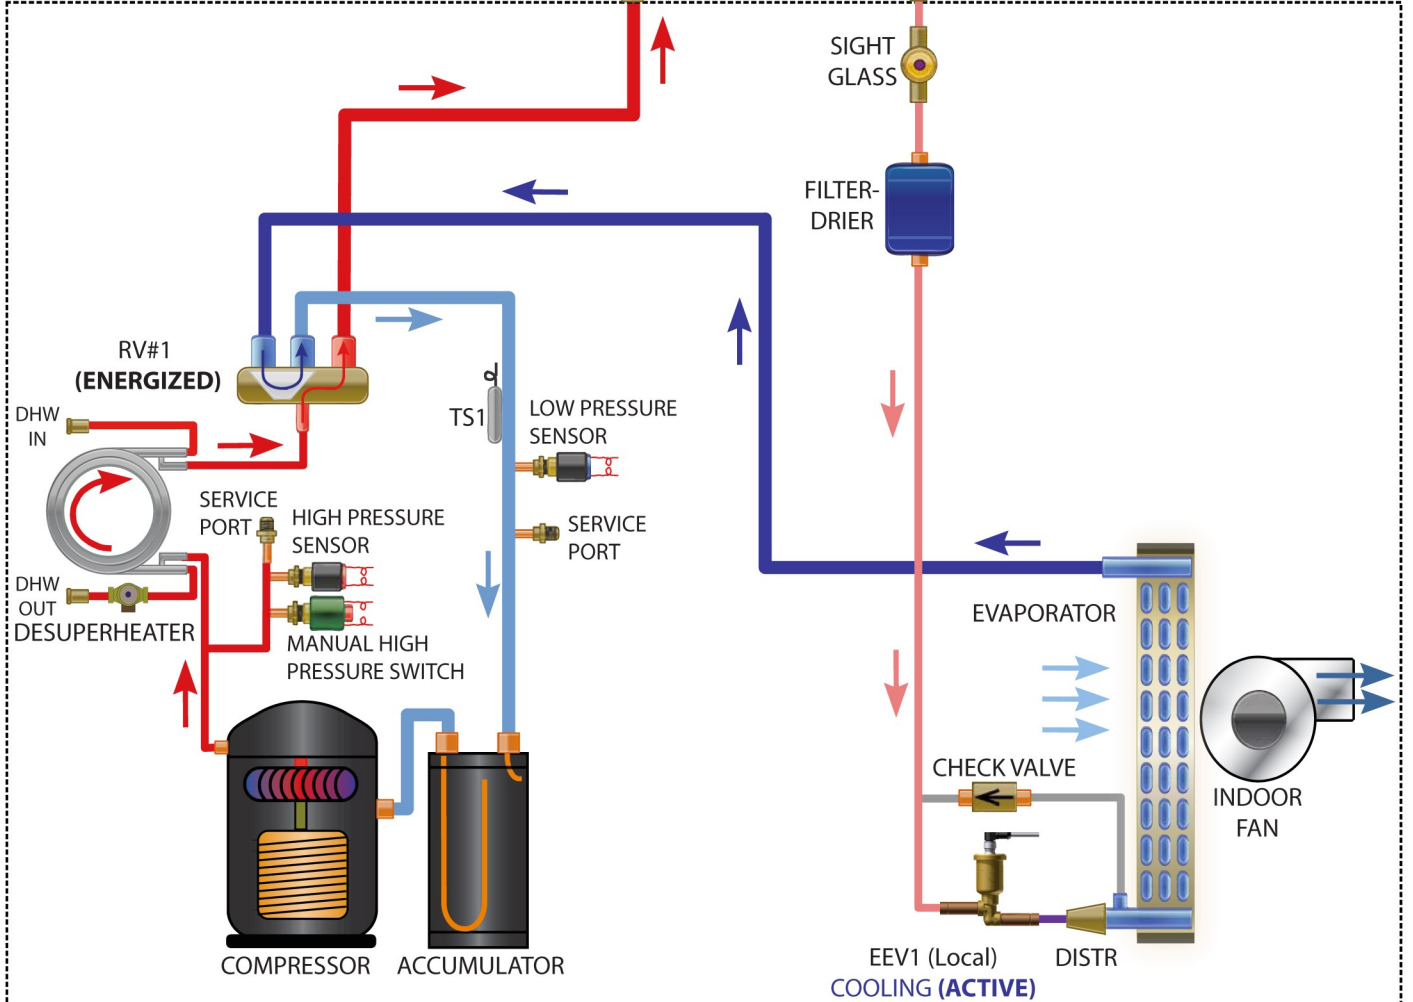 SIGHT
GLASS
FILTER-
DRIER
RV#1
(ENERGIZED)
DHW
IN
TS1
LOW PRESSURE
SENSOR
SERVICE
PORT
HIGH PRESSURE
SENSOR
SERVICE
PORT
DHW
OUT
DESUPERHEATER
MANUAL HIGH
PRESSURE SWITCH
EVAPORATOR
CHECK VALVE
INDOOR
FAN
COMPRESSOR
ACCUMULATOR
EEV1 (Local)
DISTR
COOLING (ACTIVE)